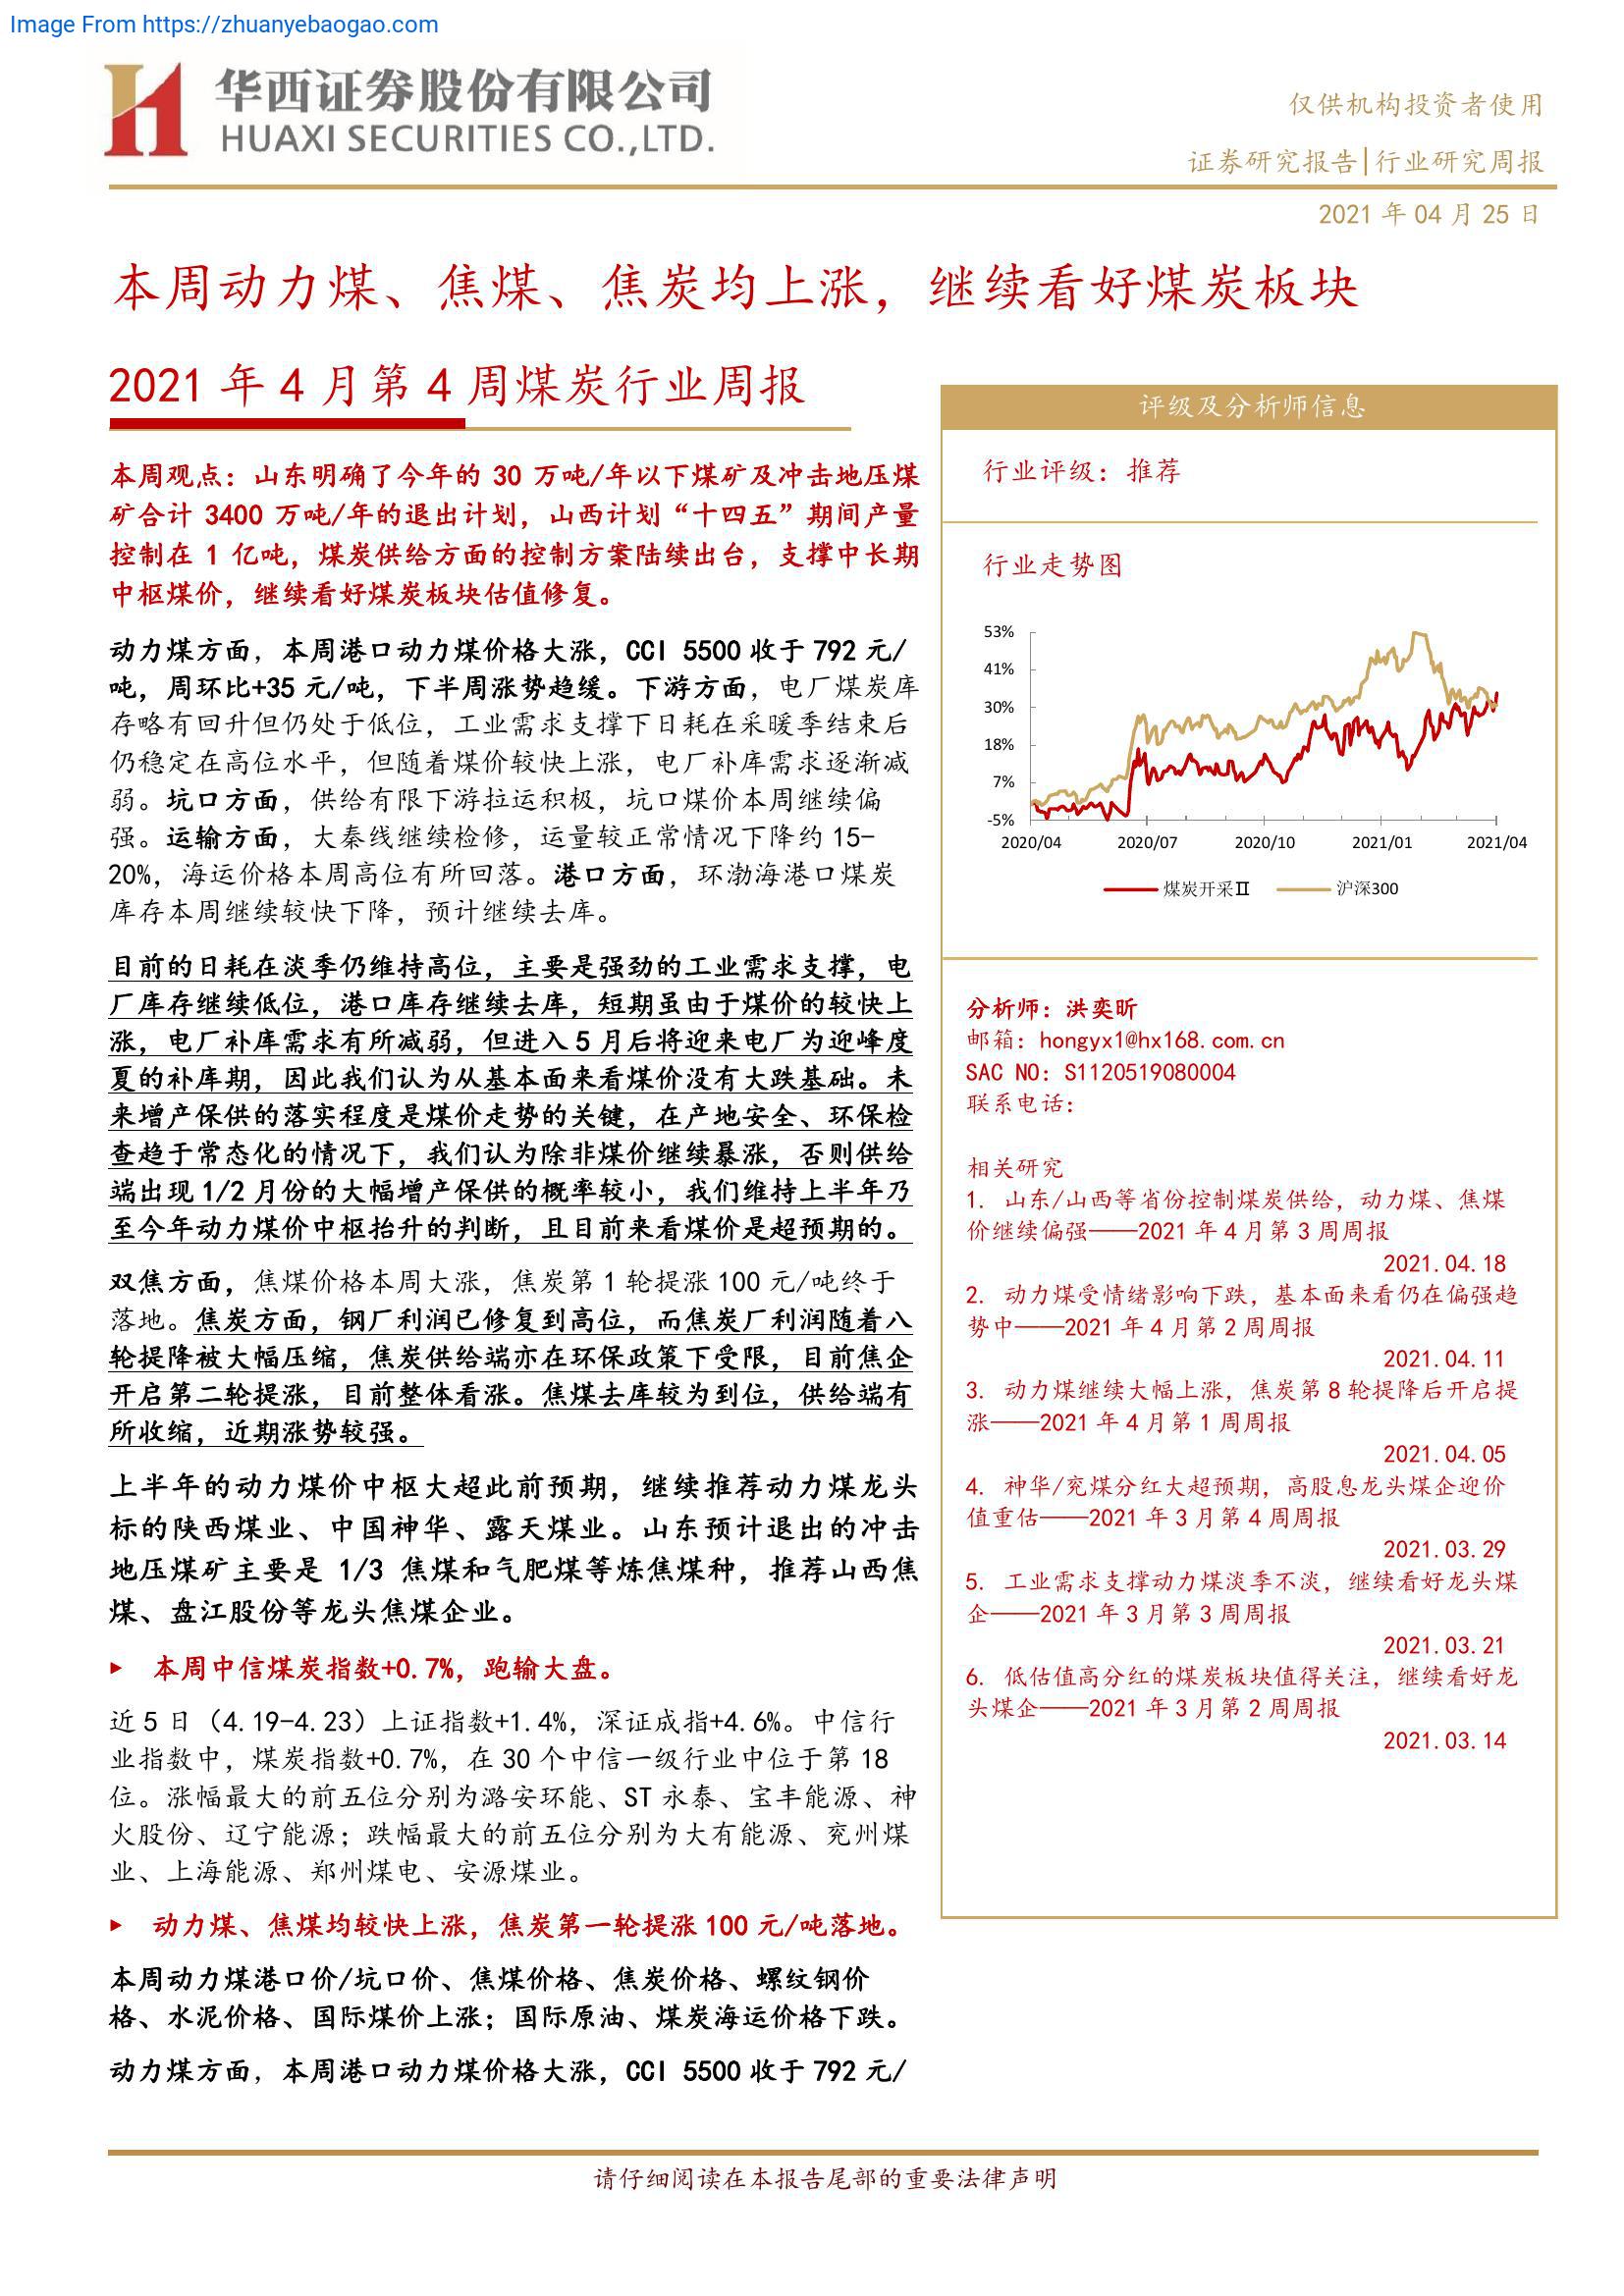 Image From https://zhuanyebaogao.com
华西证券股份有限公司
HUAXI SECURITIES CO.,LTD.
仅供机构投资者使用
证券研究报告|行业研究周报
2021 年 04 月 25 日
本周动力煤、焦煤、焦炭均上涨，继续看好煤炭板块
2021 年 4 月第 4 周煤炭行业周报
本周观点：山东明确了今年的 30 万吨/年以下煤矿及冲击地压煤
矿合计 3400 万吨/年的退出计划，山西计划“十四五”期间产量
控制在 1 亿吨，煤炭供给方面的控制方案陆续出台，支撑中长期
中枢煤价，继续看好煤炭板块估值修复。
动力煤方面，本周港口动力煤价格大涨，CCI 5500 收于 792 元/
吨，周环比+35 元/吨，下半周涨势趋缓。下游方面，电厂煤炭库
存略有回升但仍处于低位，工业需求支撑下日耗在采暖季结束后
仍稳定在高位水平，但随着煤价较快上涨，电厂补库需求逐渐减
弱。坑口方面，供给有限下游拉运积极，坑口煤价本周继续偏
强。运输方面，大秦线继续检修，运量较正常情况下降约 15-
20%，海运价格本周高位有所回落。港口方面，环渤海港口煤炭
库存本周继续较快下降，预计继续去库。
目前的日耗在淡季仍维持高位，主要是强劲的工业需求支撑，电
厂库存继续低位，港口库存继续去库，短期虽由于煤价的较快上
涨，电厂补库需求有所减弱，但进入 5 月后将迎来电厂为迎峰度
夏的补库期，因此我们认为从基本面来看煤价没有大跌基础。未
来增产保供的落实程度是煤价走势的关键，在产地安全、环保检
查趋于常态化的情况下，我们认为除非煤价继续暴涨，否则供给
端出现 1/2 月份的大幅增产保供的概率较小，我们维持上半年乃
至今年动力煤价中枢抬升的判断，且目前来看煤价是超预期的。
双焦方面，焦煤价格本周大涨，焦炭第 1 轮提涨 100 元/吨终于
落地。焦炭方面，钢厂利润已修复到高位，而焦炭厂利润随着八
轮提降被大幅压缩，焦炭供给端亦在环保政策下受限，目前焦企
开启第二轮提涨，目前整体看涨。焦煤去库较为到位，供给端有
所收缩，近期涨势较强。
上半年的动力煤价中枢大超此前预期，继续推荐动力煤龙头
标的陕西煤业、中国神华、露天煤业。山东预计退出的冲击
地压煤矿主要是 1/3 焦煤和气肥煤等炼焦煤种，推荐山西焦
煤、盘江股份等龙头焦煤企业。
▶ 本周中信煤炭指数+0.7%，跑输大盘。
近 5 日（4.19-4.23）上证指数+1.4%，深证成指+4.6%。中信行
业指数中，煤炭指数+0.7%，在 30 个中信一级行业中位于第 18
位。涨幅最大的前五位分别为潞安环能、ST 永泰、宝丰能源、神
火股份、辽宁能源；跌幅最大的前五位分别为大有能源、兖州煤
业、上海能源、郑州煤电、安源煤业。
▶ 动力煤、焦煤均较快上涨，焦炭第一轮提涨 100 元/吨落地。
本周动力煤港口价/坑口价、焦煤价格、焦炭价格、螺纹钢价
格、水泥价格、国际煤价上涨；国际原油、煤炭海运价格下跌。
动力煤方面，本周港口动力煤价格大涨，CCI 5500 收于 792 元/
评级及分析师信息
行业评级：推荐
行业走势图
53%
41%
30%
18%
7%
-5%
2020/04 2020/07 2020/10 2021/01 2021/04
煤炭开采Ⅱ 沪深300
分析师：洪奕昕
邮箱：hongyx1@hx168.com.cn
SAC NO：S1120519080004
联系电话：
相关研究
1. 山东/山西等省份控制煤炭供给，动力煤、焦煤
价继续偏强——2021 年 4 月第 3 周周报
2021.04.18
2. 动力煤受情绪影响下跌，基本面来看仍在偏强趋
势中——2021 年 4 月第 2 周周报
2021.04.11
3. 动力煤继续大幅上涨，焦炭第 8 轮提降后开启提
涨——2021 年 4 月第 1 周周报
2021.04.05
4. 神华/兖煤分红大超预期，高股息龙头煤企迎价
值重估——2021 年 3 月第 4 周周报
2021.03.29
5. 工业需求支撑动力煤淡季不淡，继续看好龙头煤
企——2021 年 3 月第 3 周周报
2021.03.21
6. 低估值高分红的煤炭板块值得关注，继续看好龙
头煤企——2021 年 3 月第 2 周周报
2021.03.14
请仔细阅读在本报告尾部的重要法律声明